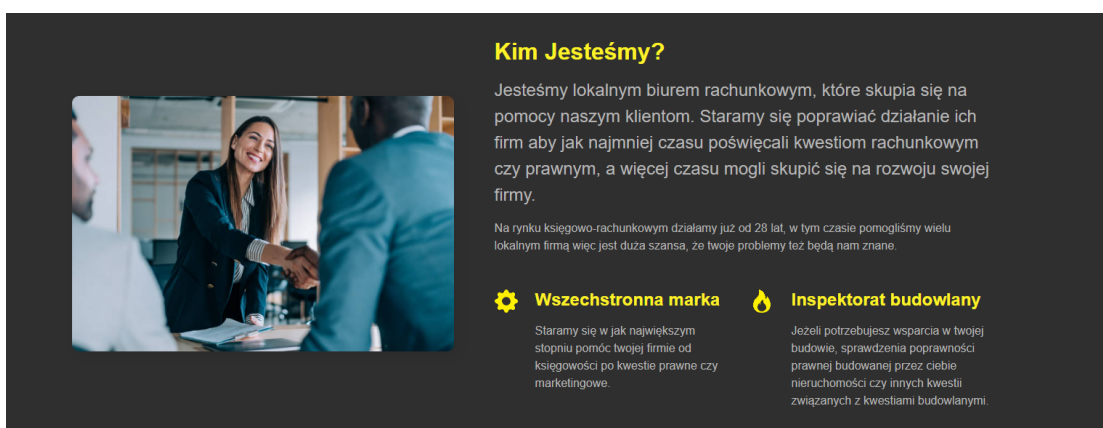 Kim Jesteśmy?
Jesteśmy lokalnym biurem rachunkowym, które skupia się na
pomocy naszym klientom. Staramy się poprawiać działanie ich
firm aby jak najmniej czasu poświęcali kwestiom rachunkowym
czy prawnym, a więcej czasu mogli skupić się na rozwoju swojej
firmy.
Na rynku księgowo-rachunkowym działamy już od 28 lat, w tym czasie pomogliśmy wielu
lokalnym firmą więc jest duża szansa, że twoje problemy też będą nam znane.
Wszechstronna marka
Staramy się w jak największym
stopniu pomóc twojej firmie od
księgowości po kwestie prawne czy
marketingowe.
Inspektorat budowlany
Jeżeli potrzebujesz wsparcia w twojej
budowie, sprawdzenia poprawności
prawnej budowanej przez ciebie
nieruchomości czy innych kwestii
związanych z kwestiami budowlanymi.